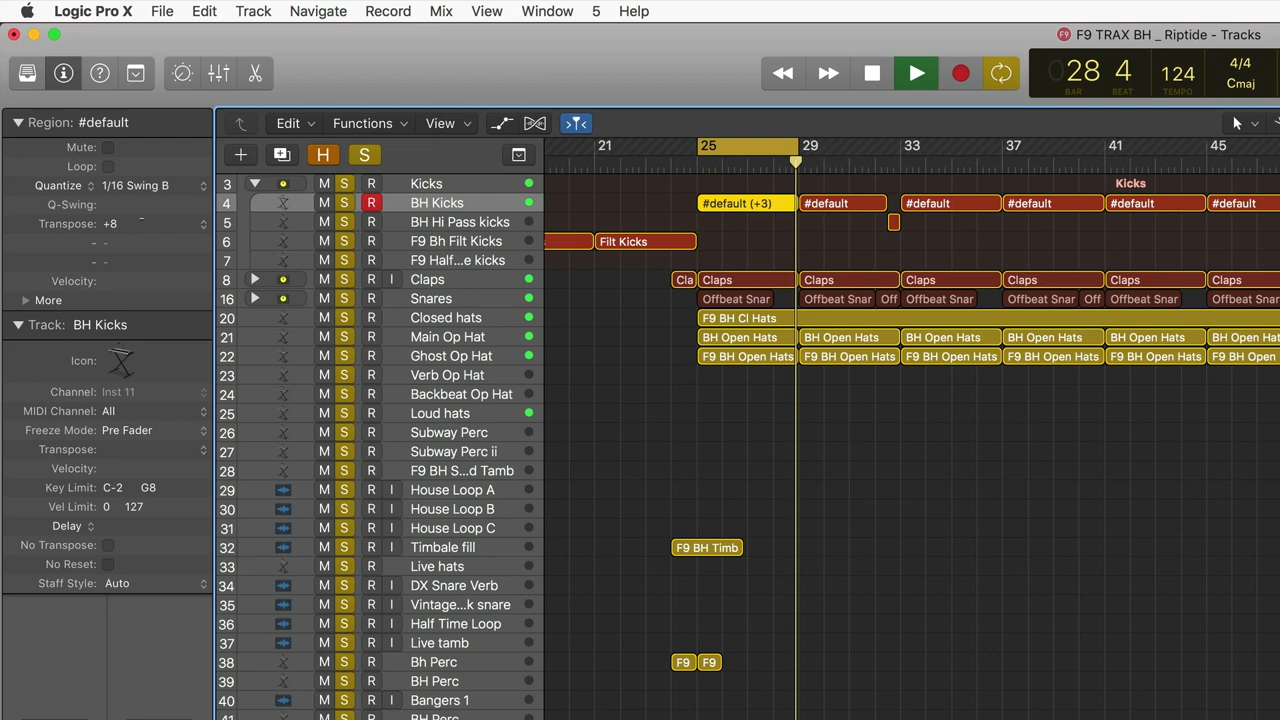 Logic Pro X File Edit Track Navigate Record Mix View Window 5 Help
F9 F9 TRAX BH _ Riptide - Tracks
28 4 124 4/4
Cmaj
BAR BEAT TEMPO
Region: #default
Edit Functions View
Mute:
Loop:
Quantize 1/16 Swing B
Q-Swing:
Transpose: +8
- -
- -
Velocity:
More
Track: BH Kicks
Icon:
Channel: Inst 11
MIDI Channel: All
Freeze Mode: Pre Fader
Transpose:
Velocity:
Key Limit: C-2 G8
Vel Limit: 0 127
Delay
No Transpose:
No Reset:
Staff Style: Auto
H S
21 25 29 33 37 41 45
3 M S R Kicks Kicks
4 M S R BH Kicks #default (+3) #default #default #default #default #default
5 M S R BH Hi Pass kicks
6 M S R F9 Bh Filt Kicks Filt Kicks
7 M S R F9 Half...e kicks
8 M S R I Claps Cla Claps Claps Claps Claps Claps Claps
16 M S R Snares Offbeat Snar Offbeat Snar Off Offbeat Snar Offbeat Snar Off Offbeat Snar Offbeat Snar
20 M S R Closed hats F9 BH Cl Hats
21 M S R Main Op Hat BH Open Hats BH Open Hats BH Open Hats BH Open Hats BH Open Hats BH Open Hats
22 M S R Ghost Op Hat F9 BH Open Hats F9 BH Open Hats F9 BH Open Hats F9 BH Open Hats F9 BH Open Hats F9 BH Open Hats
23 M S R Verb Op Hat
24 M S R Backbeat Op Hat
25 M S R Loud hats
26 M S R Subway Perc
27 M S R Subway Perc ii
28 M S R F9 BH S...d Tamb
29 M S R I House Loop A
30 M S R I House Loop B
31 M S R I House Loop C
32 M S R I Timbale fill F9 BH Timb
33 M S R Live hats
34 M S R I DX Snare Verb
35 M S R I Vintage...k snare
36 M S R I Half Time Loop
37 M S R I Live tamb
38 M S R Bh Perc F9 F9
39 M S R BH Perc
40 M S R I Bangers 1
41 M S R BH Perc